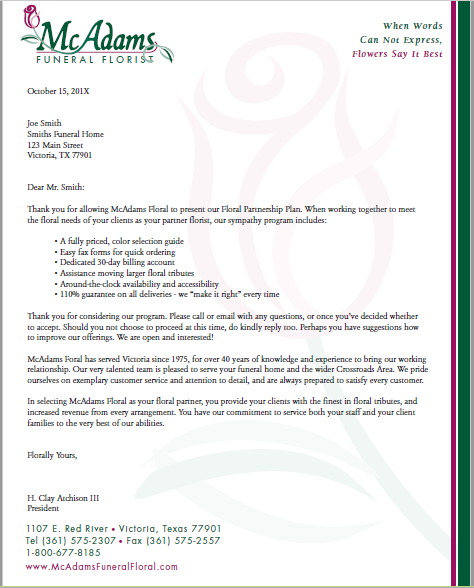 McAdams
FUNERAL FLORIST
When Words
Can Not Express,
Flowers Say It Best
October 15, 201X
Joe Smith
Smiths Funeral Home
123 Main Street
Victoria, TX 77901
Dear Mr. Smith:
Thank you for allowing McAdams Floral to present our Floral Partnership Plan. When working together to meet
the floral needs of your clients as your partner florist, our sympathy program includes:
• A fully priced, color selection guide
• Easy fax forms for quick ordering
• Dedicated 30-day billing account
• Assistance moving larger floral tributes
• Around-the-clock availability and accessibility
• 110% guarantee on all deliveries - we “make it right” every time
Thank you for considering our program. Please call or email with any questions, or once you’ve decided whether
to accept. Should you not choose to proceed at this time, do kindly reply too. Perhaps you have suggestions how
to improve our offerings. We are open and interested!
McAdams Foral has served Victoria since 1975, for over 40 years of knowledge and experience to bring our working
relationship. Our very talented team is pleased to serve your funeral home and the wider Crossroads Area. We pride
ourselves on exemplary customer service and attention to detail, and are always prepared to satisfy every customer.
In selecting McAdams Floral as your floral partner, you provide your clients with the finest in floral tributes, and
increased revenue from every arrangement. You have our commitment to service both your staff and your client
families to the very best of our abilities.
Florally Yours,
H. Clay Atchison III
President
1107 E. Red River • Victoria, Texas 77901
Tel (361) 575-2307 • Fax (361) 575-2557
1-800-677-8185
www.McAdamsFuneralFloral.com